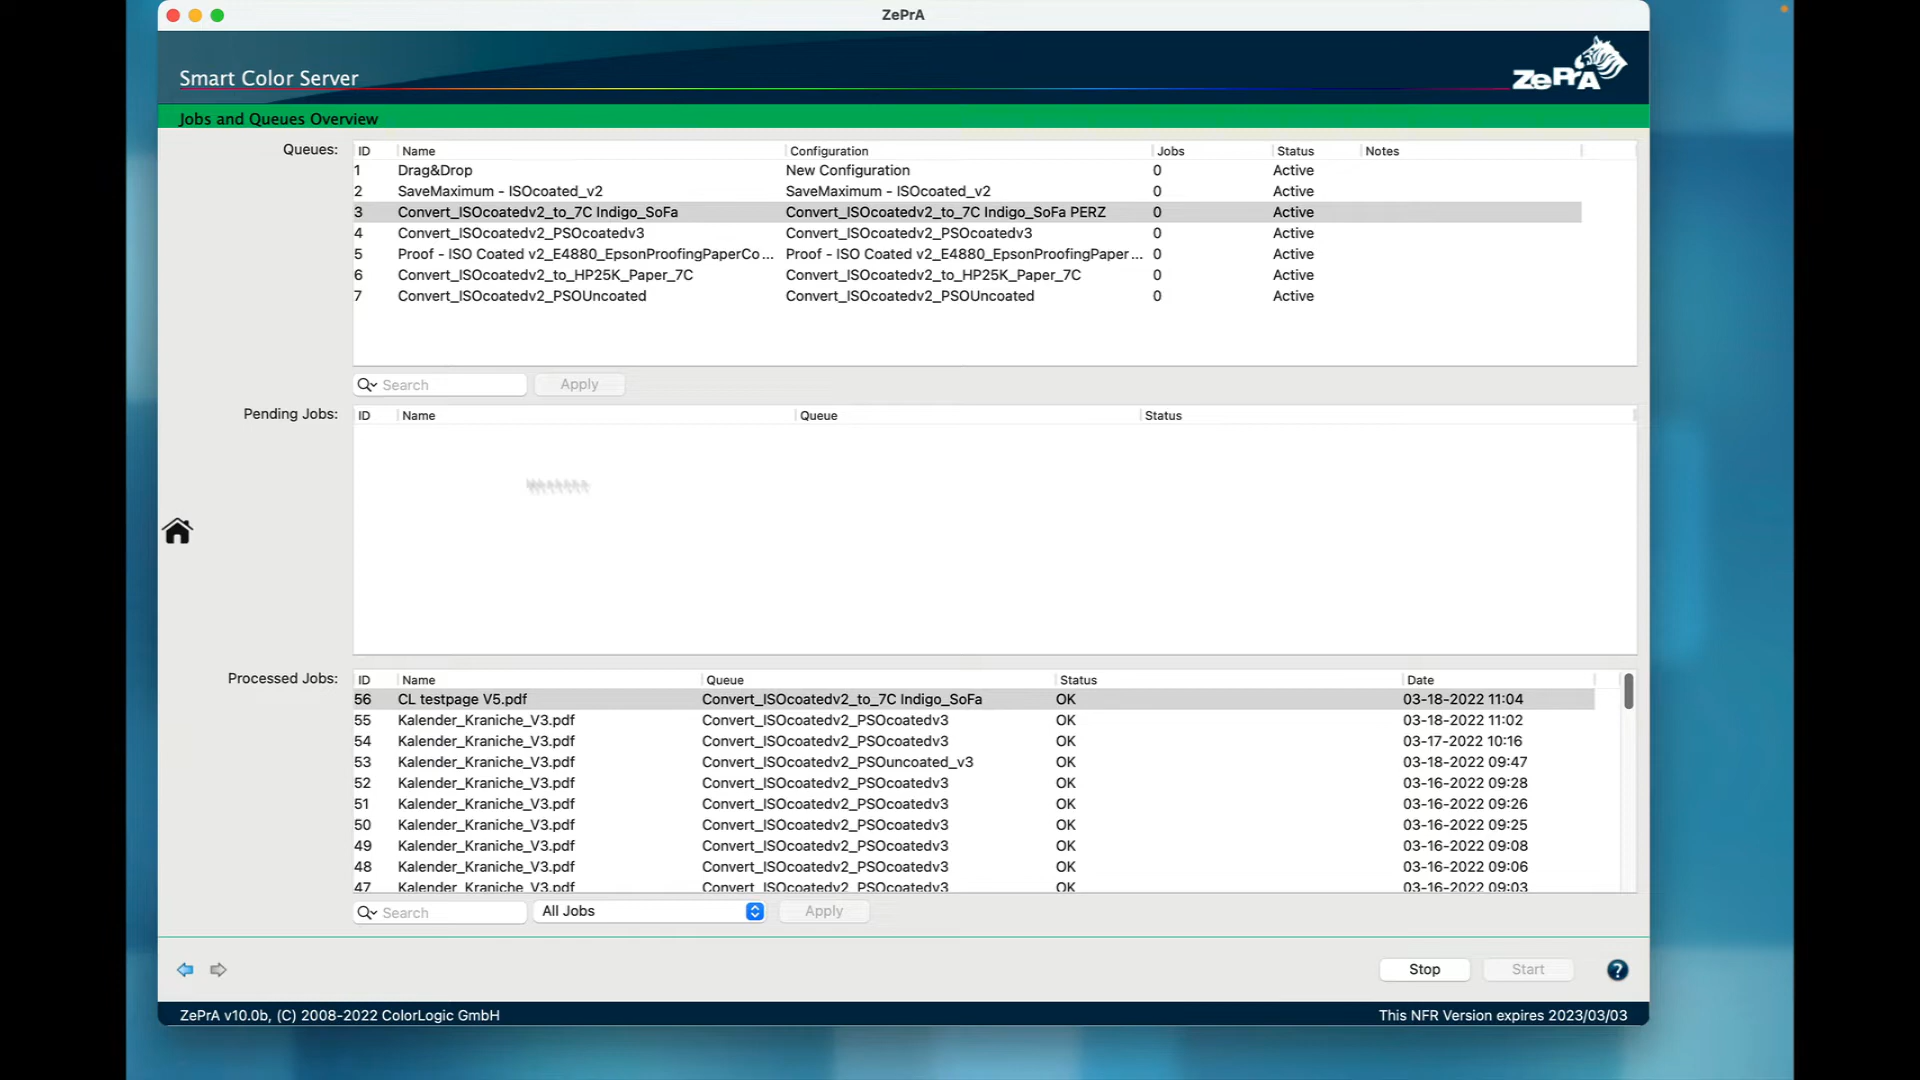 ZePrA
Smart Color Server
ZePrA
Jobs and Queues Overview
Queues: ID Name Configuration Jobs Status Notes
1 Drag&Drop New Configuration 0 Active
2 SaveMaximum - ISOcoated_v2 SaveMaximum - ISOcoated_v2 0 Active
3 Convert_ISOcoatedv2_to_7C Indigo_SoFa Convert_ISOcoatedv2_to_7C Indigo_SoFa PERZ 0 Active
4 Convert_ISOcoatedv2_PSOcoatedv3 Convert_ISOcoatedv2_PSOcoatedv3 0 Active
5 Proof - ISO Coated v2_E4880_EpsonProofingPaperCo... Proof - ISO Coated v2_E4880_EpsonProofingPaper... 0 Active
6 Convert_ISOcoatedv2_to_HP25K_Paper_7C Convert_ISOcoatedv2_to_HP25K_Paper_7C 0 Active
7 Convert_ISOcoatedv2_PSOUncoated Convert_ISOcoatedv2_PSOUncoated 0 Active
Search Apply
Pending Jobs: ID Name Queue Status
Processed Jobs: ID Name Queue Status Date
56 CL testpage V5.pdf Convert_ISOcoatedv2_to_7C Indigo_SoFa OK 03-18-2022 11:04
55 Kalender_Kraniche_V3.pdf Convert_ISOcoatedv2_PSOcoatedv3 OK 03-18-2022 11:02
54 Kalender_Kraniche_V3.pdf Convert_ISOcoatedv2_PSOcoatedv3 OK 03-17-2022 10:16
53 Kalender_Kraniche_V3.pdf Convert_ISOcoatedv2_PSOuncoated_v3 OK 03-18-2022 09:47
52 Kalender_Kraniche_V3.pdf Convert_ISOcoatedv2_PSOcoatedv3 OK 03-16-2022 09:28
51 Kalender_Kraniche_V3.pdf Convert_ISOcoatedv2_PSOcoatedv3 OK 03-16-2022 09:26
50 Kalender_Kraniche_V3.pdf Convert_ISOcoatedv2_PSOcoatedv3 OK 03-16-2022 09:25
49 Kalender_Kraniche_V3.pdf Convert_ISOcoatedv2_PSOcoatedv3 OK 03-16-2022 09:08
48 Kalender_Kraniche_V3.pdf Convert_ISOcoatedv2_PSOcoatedv3 OK 03-16-2022 09:06
47 Kalender_Kraniche_V3.pdf Convert_ISOcoatedv2_PSOcoatedv3 OK 03-16-2022 09:03
Search All Jobs Apply
Stop Start ?
ZePrA v10.0b, (C) 2008-2022 ColorLogic GmbH This NFR Version expires 2023/03/03